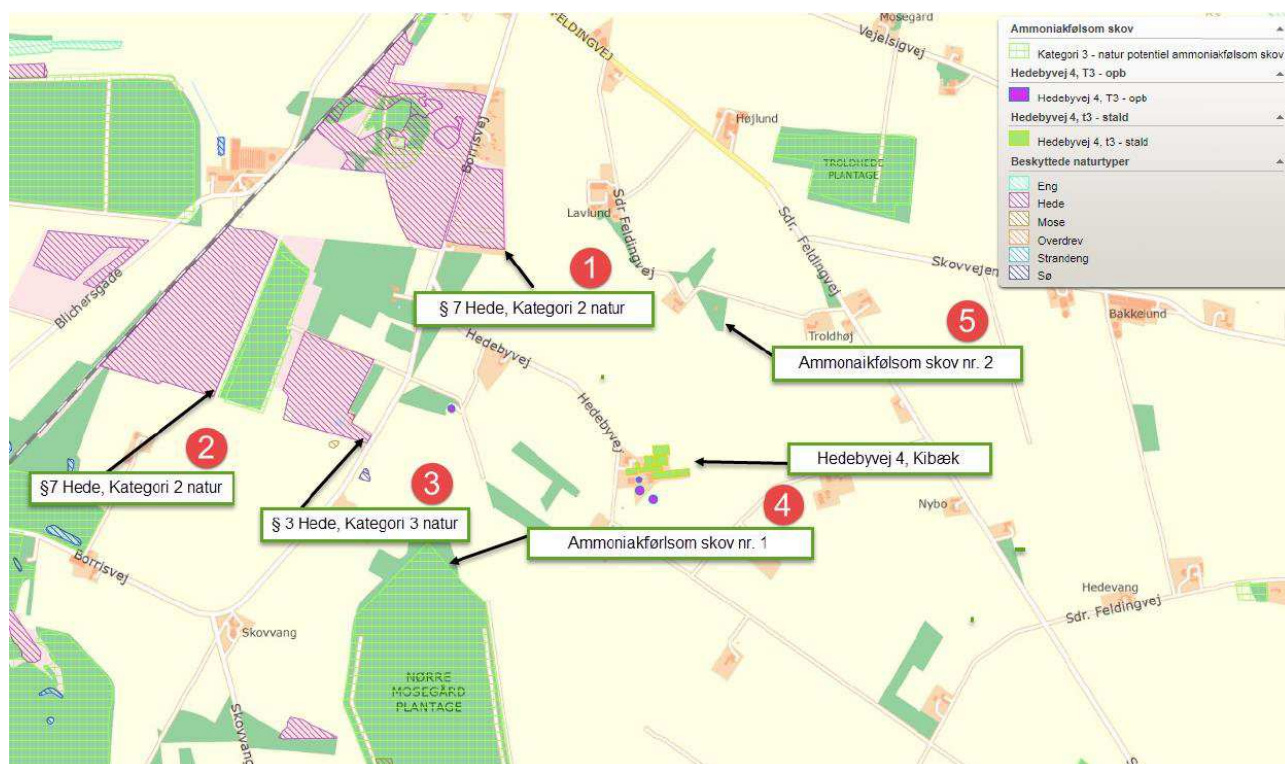 FELDINGVEJ
Mosegård
Vejelsigvej
Ammoniakfølsom skov
Kategori 3 - natur potentiel ammoniakfølsom skov
Hedebyvej 4, T3 - opb
Hedebyvej 4, T3 - opb
Hedebyvej 4, t3 - stald
Hedebyvej 4, t3 - stald
Beskyttede naturtyper
Eng
Hede
Mose
Overdrev
Strandeng
Sø
Borrisvej
Højlund
TROLDHEDE
PLANTAGE
Lavlund
Sdr. Feldingvej
Sdr. Feldingvej
Skovvejen
Blichersgade
1
§ 7 Hede, Kategori 2 natur
Bakkelund
Troldhøj
5
Ammonaikfølsom skov nr. 2
Hedebyvej
Hedebyvej
2
§7 Hede, Kategori 2 natur
Hedebyvej 4, Kibæk
3
§ 3 Hede, Kategori 3 natur
4
Ammoniakførlsom skov nr. 1
Nybo
Borrisvej
Hedevang
Sdr. Feldingvej
Skovvang
NØRRE
MOSEGÅRD
PLANTAGE
Skovvang